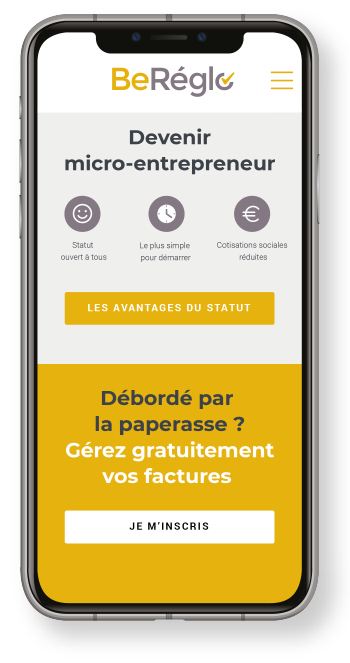 BeRéglo
Devenir
micro-entrepreneur
Statut
ouvert à tous
Le plus simple
pour démarrer
Cotisations sociales
réduites
LES AVANTAGES DU STATUT
Débordé par
la paperasse ?
Gérez gratuitement
vos factures
JE M'INSCRIS